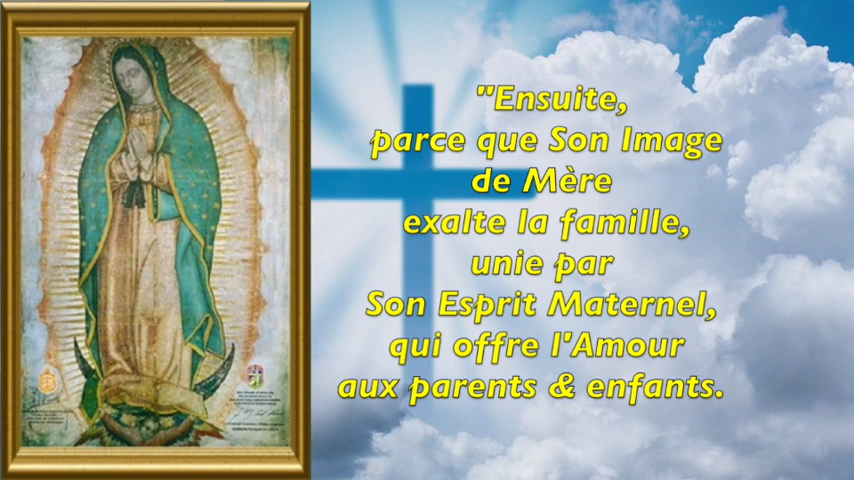 "Ensuite,
parce que Son Image
de Mère
exalte la famille,
unie par
Son Esprit Maternel,
qui offre l'Amour
aux parents & enfants.